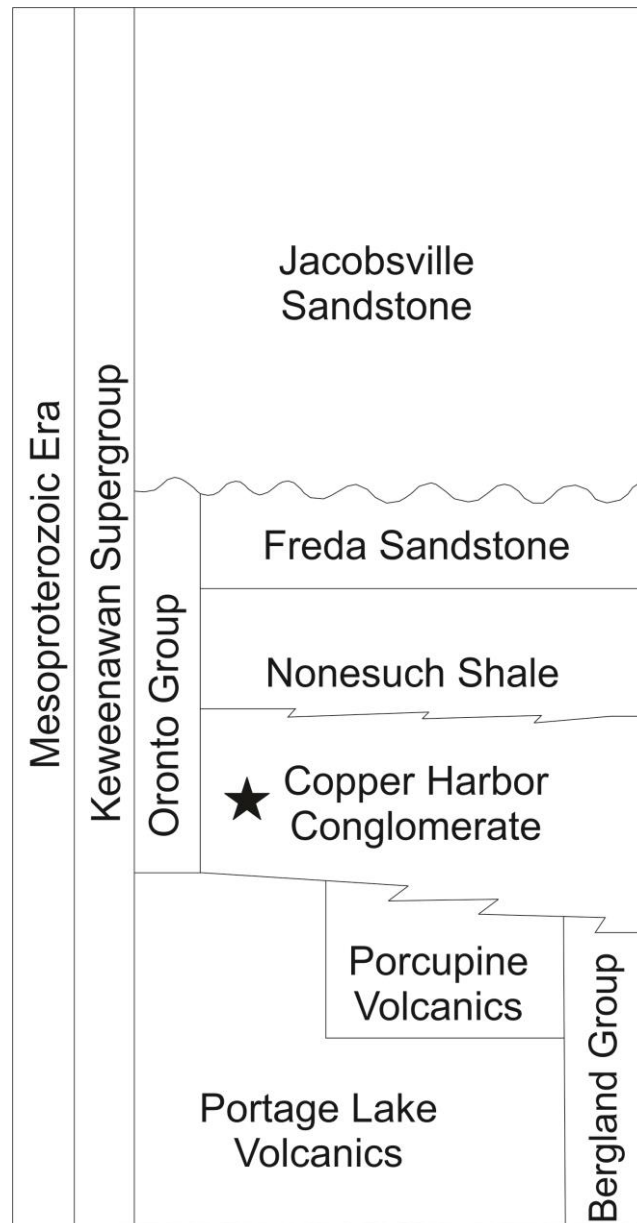 Mesoproterozoic Era
Keweenawan Supergroup
Jacobsville
Sandstone
Oronto Group
Freda Sandstone
Nonesuch Shale
Copper Harbor
Conglomerate
Porcupine
Volcanics
Portage Lake
Volcanics
Bergland Group